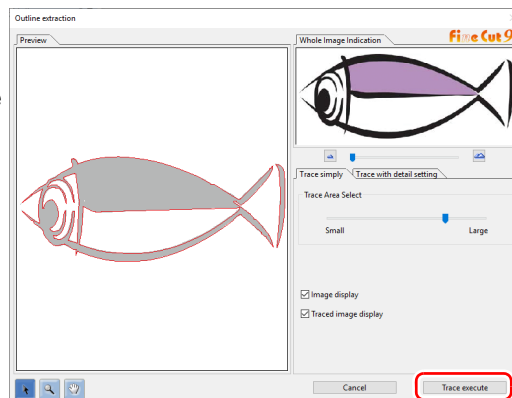 Outline extraction
Preview
Whole Image Indication
Fine Cut 9
Trace simply
Trace with detail setting
Trace Area Select
Small
Large
Image display
Traced image display
Cancel
Trace execute